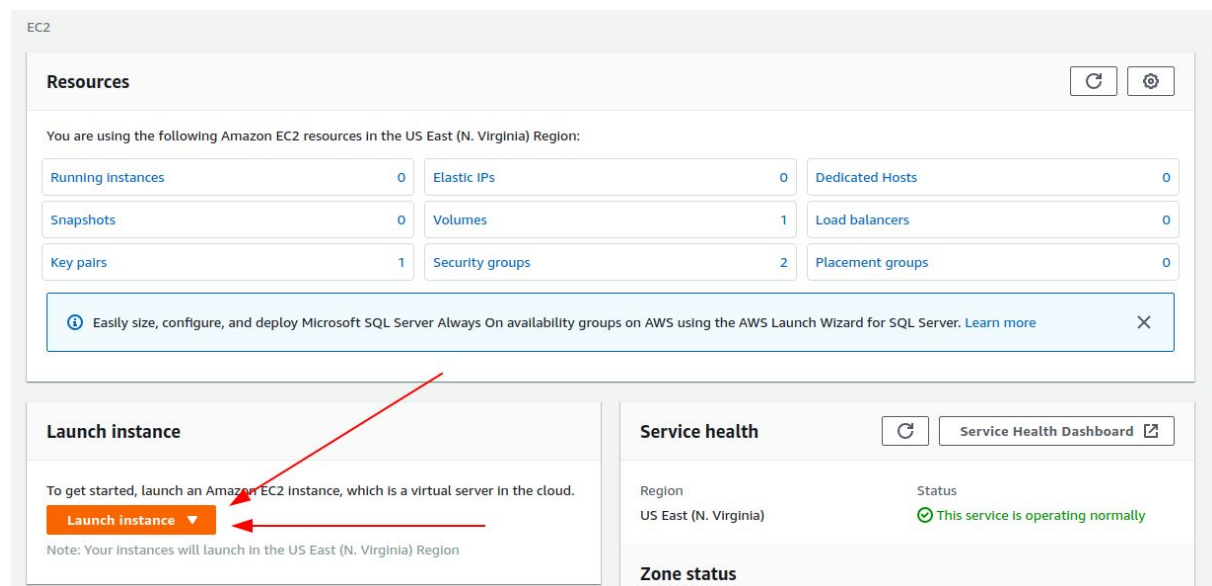 EC2
Resources
You are using the following Amazon EC2 resources in the US East (N. Virginia) Region:
Running instances 0 Elastic IPs 0 Dedicated Hosts 0
Snapshots 0 Volumes 1 Load balancers 0
Key pairs 1 Security groups 2 Placement groups 0
Easily size, configure, and deploy Microsoft SQL Server Always On availability groups on AWS using the AWS Launch Wizard for SQL Server. Learn more
Launch instance
To get started, launch an Amazon EC2 instance, which is a virtual server in the cloud.
Launch instance
Note: Your instances will launch in the US East (N. Virginia) Region
Service health
Service Health Dashboard
Region
US East (N. Virginia)
Status
This service is operating normally
Zone status